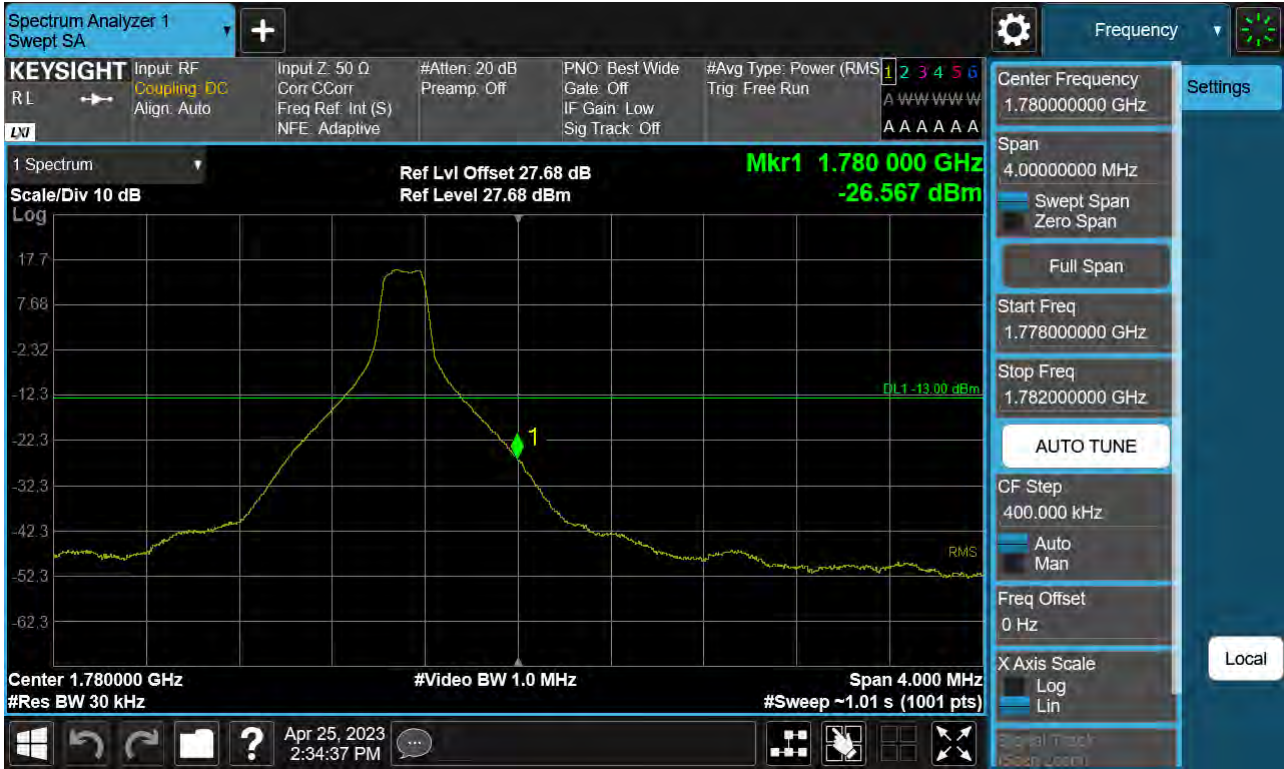 Spectrum Analyzer 1
Swept SA
+
Frequency
KEYSIGHT
RL
LXI
Input: RF
Coupling: DC
Align: Auto
Input Z: 50 Ω
Corr CCorr
Freq Ref: Int (S)
NFE: Adaptive
#Atten: 20 dB
Preamp: Off
PNO: Best Wide
Gate: Off
IF Gain: Low
Sig Track: Off
#Avg Type: Power (RMS
Trig: Free Run
1 2 3 4 5 6
A W W W W W
A A A A A A
1 Spectrum
Scale/Div 10 dB
Log
Ref Lvl Offset 27.68 dB
Ref Level 27.68 dBm
Mkr1 1.780 000 GHz
-26.567 dBm
17.7
7.68
-2.32
-12.3
-22.3
-32.3
-42.3
-52.3
-62.3
DL1 -13.00 dBm
1
RMS
Center 1.780000 GHz
#Res BW 30 kHz
#Video BW 1.0 MHz
Span 4.000 MHz
#Sweep ~1.01 s (1001 pts)
Center Frequency
1.780000000 GHz
Span
4.00000000 MHz
Swept Span
Zero Span
Full Span
Start Freq
1.778000000 GHz
Stop Freq
1.782000000 GHz
AUTO TUNE
CF Step
400.000 kHz
Auto
Man
Freq Offset
0 Hz
X Axis Scale
Log
Lin
Signal Track
(Span Zoom)
Settings
Local
?
Apr 25, 2023
2:34:37 PM